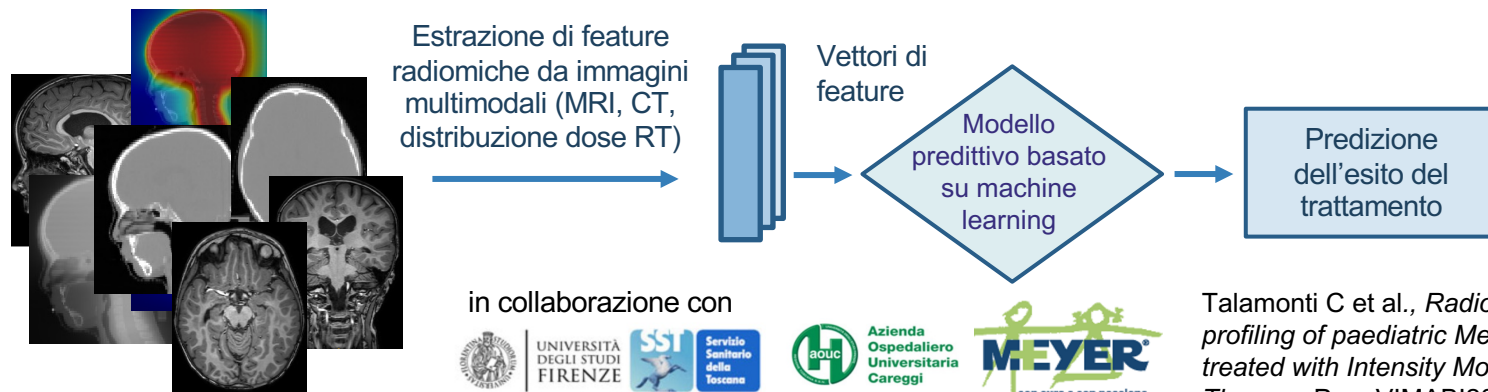 Estrazione di feature
radiomiche da immagini
multimodali (MRI, CT,
distribuzione dose RT)
Vettori di
feature
Modello
predittivo basato
su machine
learning
Predizione
dell'esito del
trattamento
in collaborazione con
UNIVERSITÀ
DEGLI STUDI
FIRENZE
SST
Servizio
Sanitario
della
Toscana
aouc
Azienda
Ospedaliero
Universitaria
Careggi
MEYER
Talamonti C et al., Radio
profiling of paediatric Me
treated with Intensity Mo